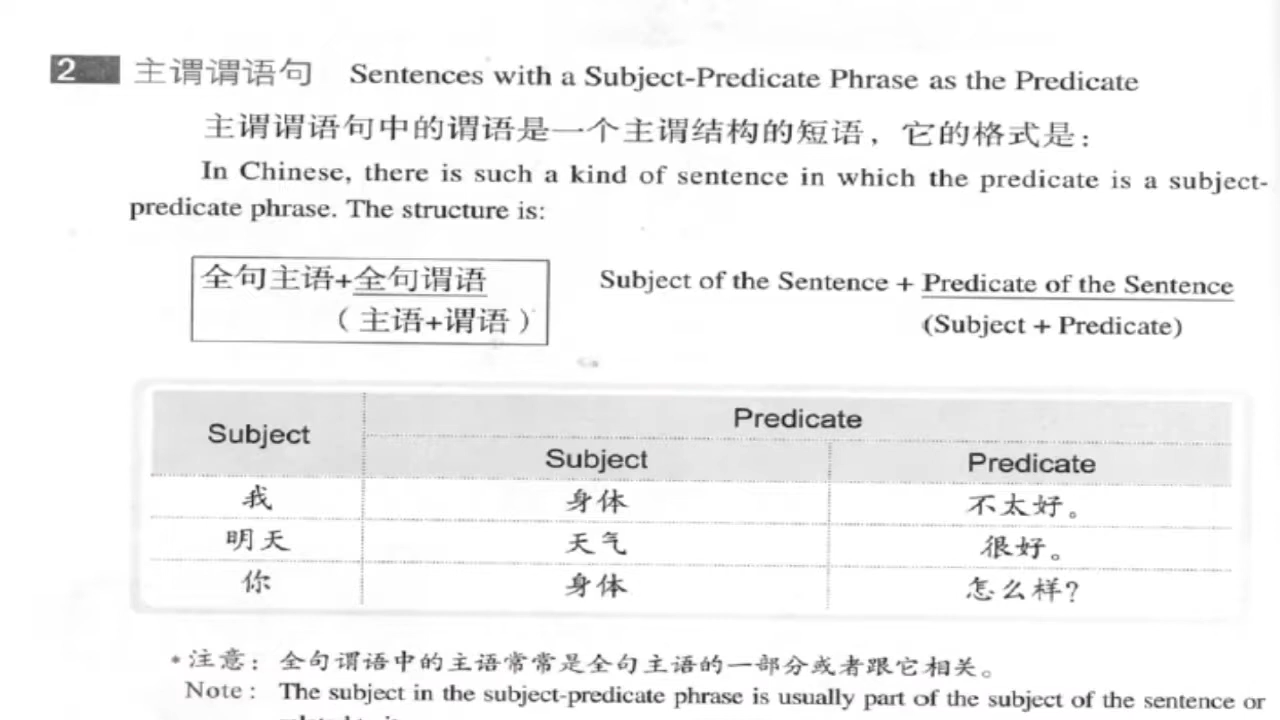 2 主谓谓语句 Sentences with a Subject-Predicate Phrase as the Predicate
主谓谓语句中的谓语是一个主谓结构的短语，它的格式是：
In Chinese, there is such a kind of sentence in which the predicate is a subject-
predicate phrase. The structure is:
全句主语+全句谓语 Subject of the Sentence + Predicate of the Sentence
（主语+谓语） (Subject + Predicate)
Predicate
Subject
Subject Predicate
我 身体 不太好。
明天 天气 很好。
你 身体 怎么样？
*注意：全句谓语中的主语常常是全句主语的一部分或者跟它相关。
Note: The subject in the subject-predicate phrase is usually part of the subject of the sentence or